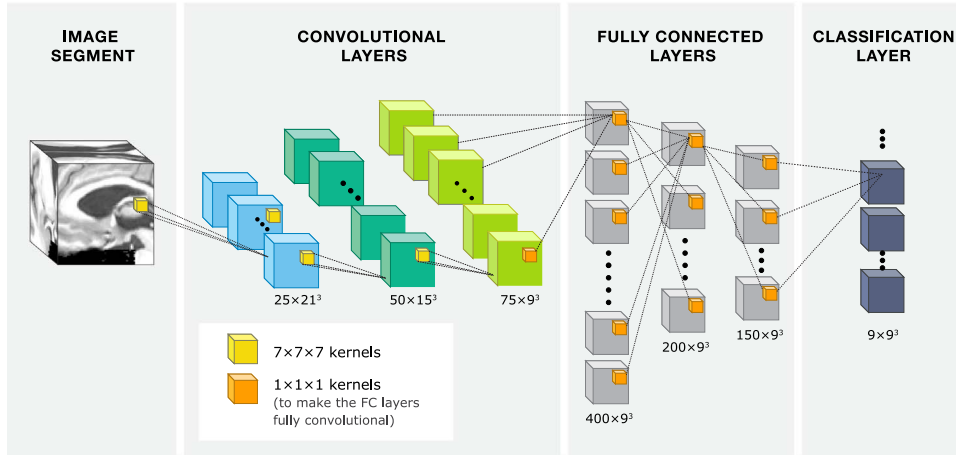 IMAGE
SEGMENT
CONVOLUTIONAL
LAYERS
FULLY CONNECTED
LAYERS
CLASSIFICATION
LAYER
25×21³
50×15³
75×9³
400×9³
200×9³
150×9³
9×9³
7×7×7 kernels
1×1×1 kernels
(to make the FC layers
fully convolutional)